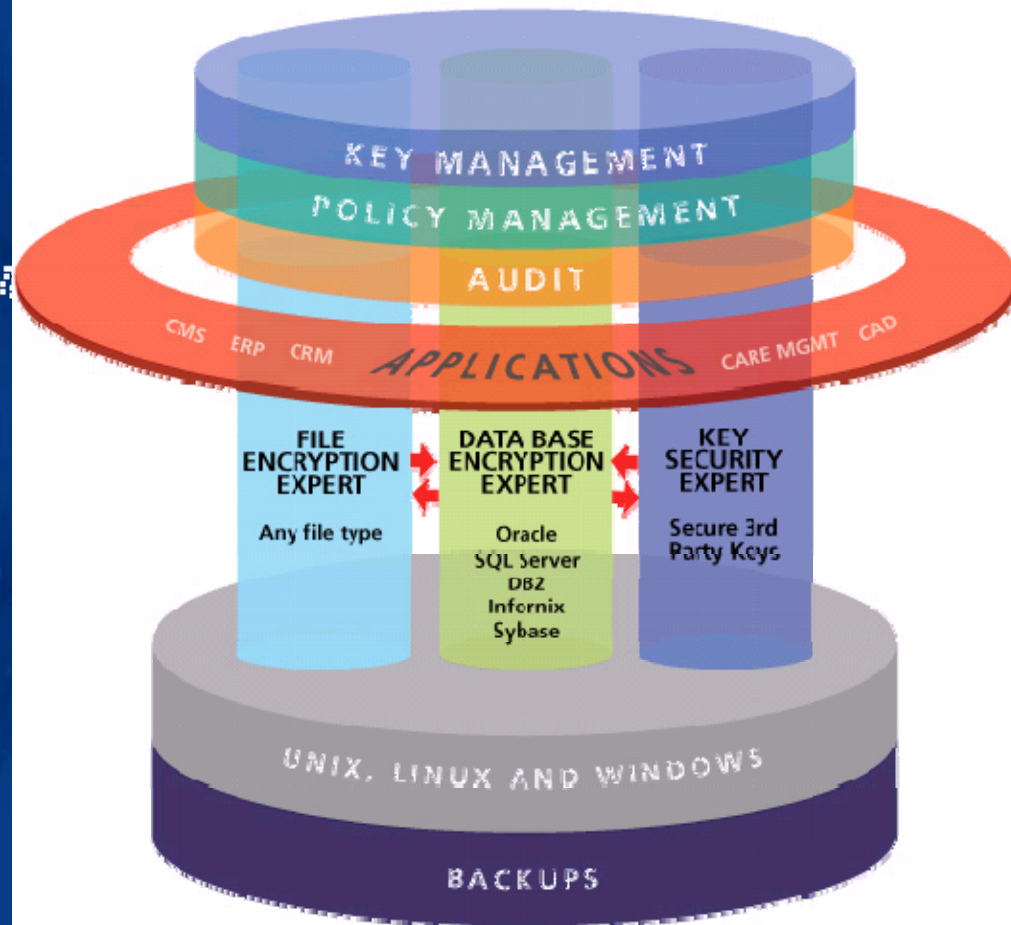 KEY MANAGEMENT
POLICY MANAGEMENT
AUDIT
CMS ERP CRM APPLICATIONS CARE MGMT CAD
FILE
ENCRYPTION
EXPERT
Any file type
DATA BASE
ENCRYPTION
EXPERT
Oracle
SQL Server
DB2
Infornix
Sybase
KEY
SECURITY
EXPERT
Secure 3rd
Party Keys
UNIX, LINUX AND WINDOWS
BACKUPS